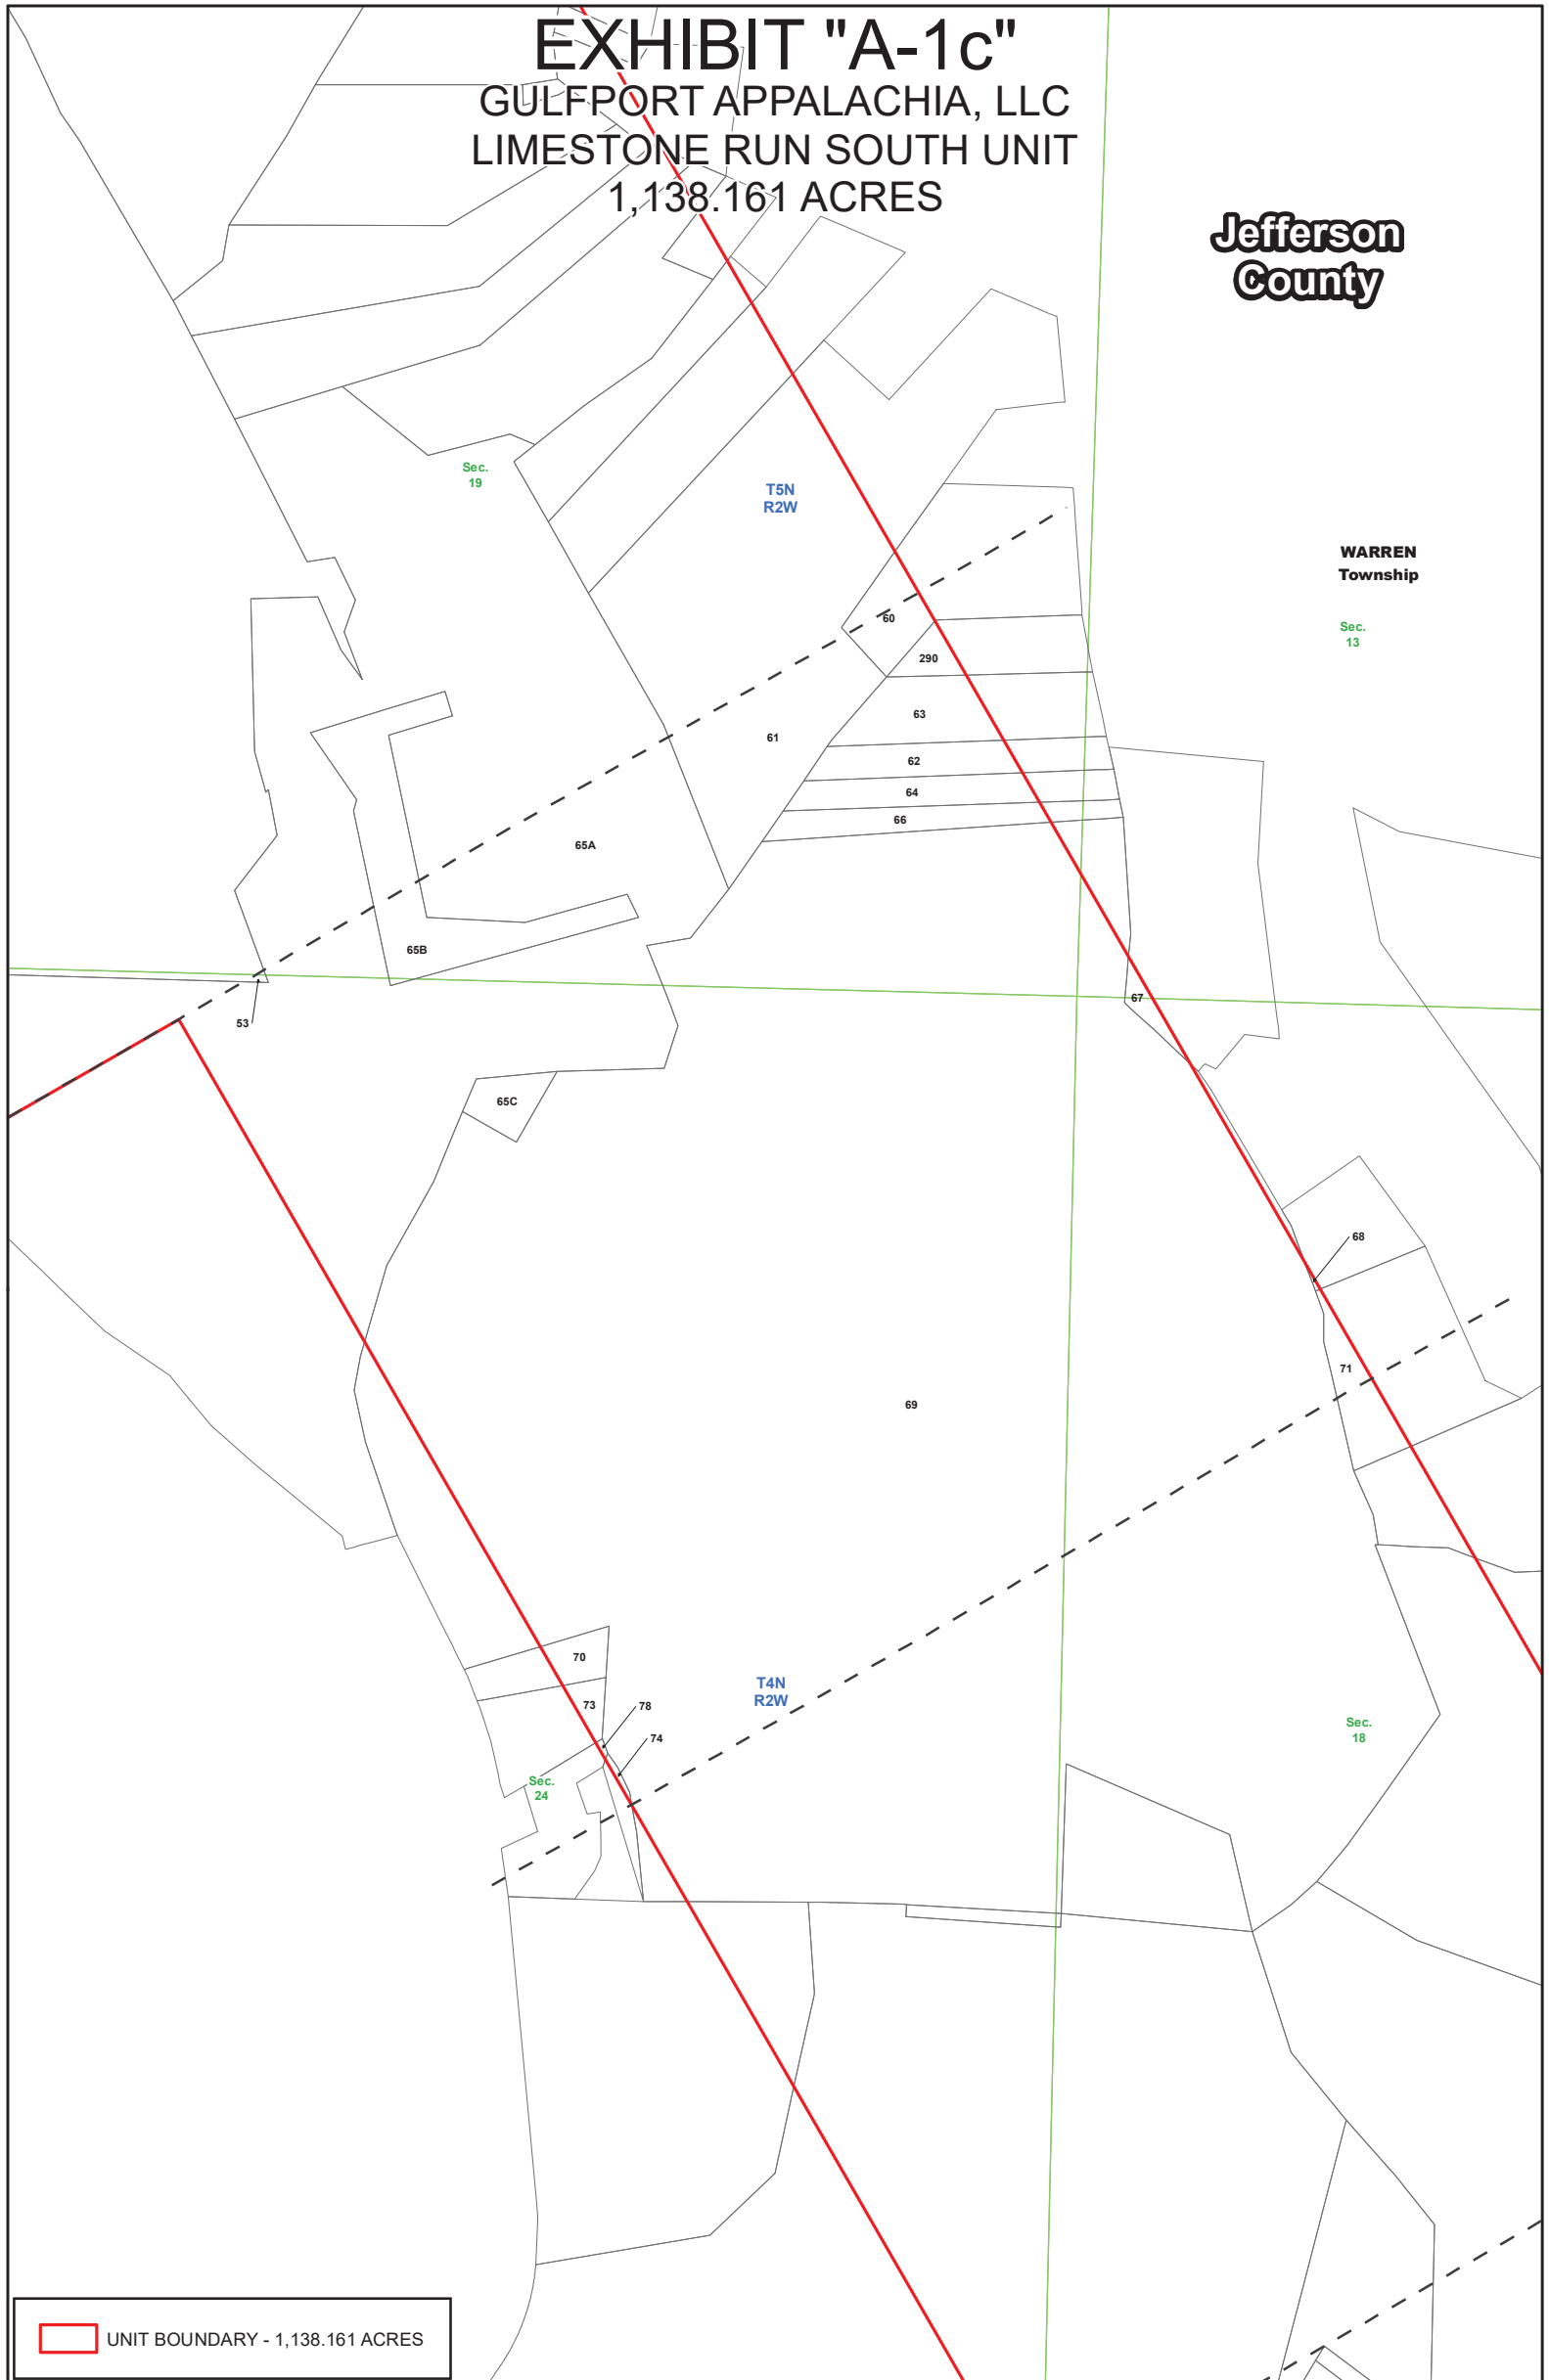 EXHIBIT "A-1c"
GULFPORT APPALACHIA, LLC
LIMESTONE RUN SOUTH UNIT
1,138.161 ACRES
Jefferson
County
Sec.
19
T5N
R2W
WARREN
Township
Sec.
13
60
290
63
61
62
64
66
65A
65B
67
53
65C
68
71
69
70
73
78
74
T4N
R2W
Sec.
18
Sec.
24
UNIT BOUNDARY - 1,138.161 ACRES